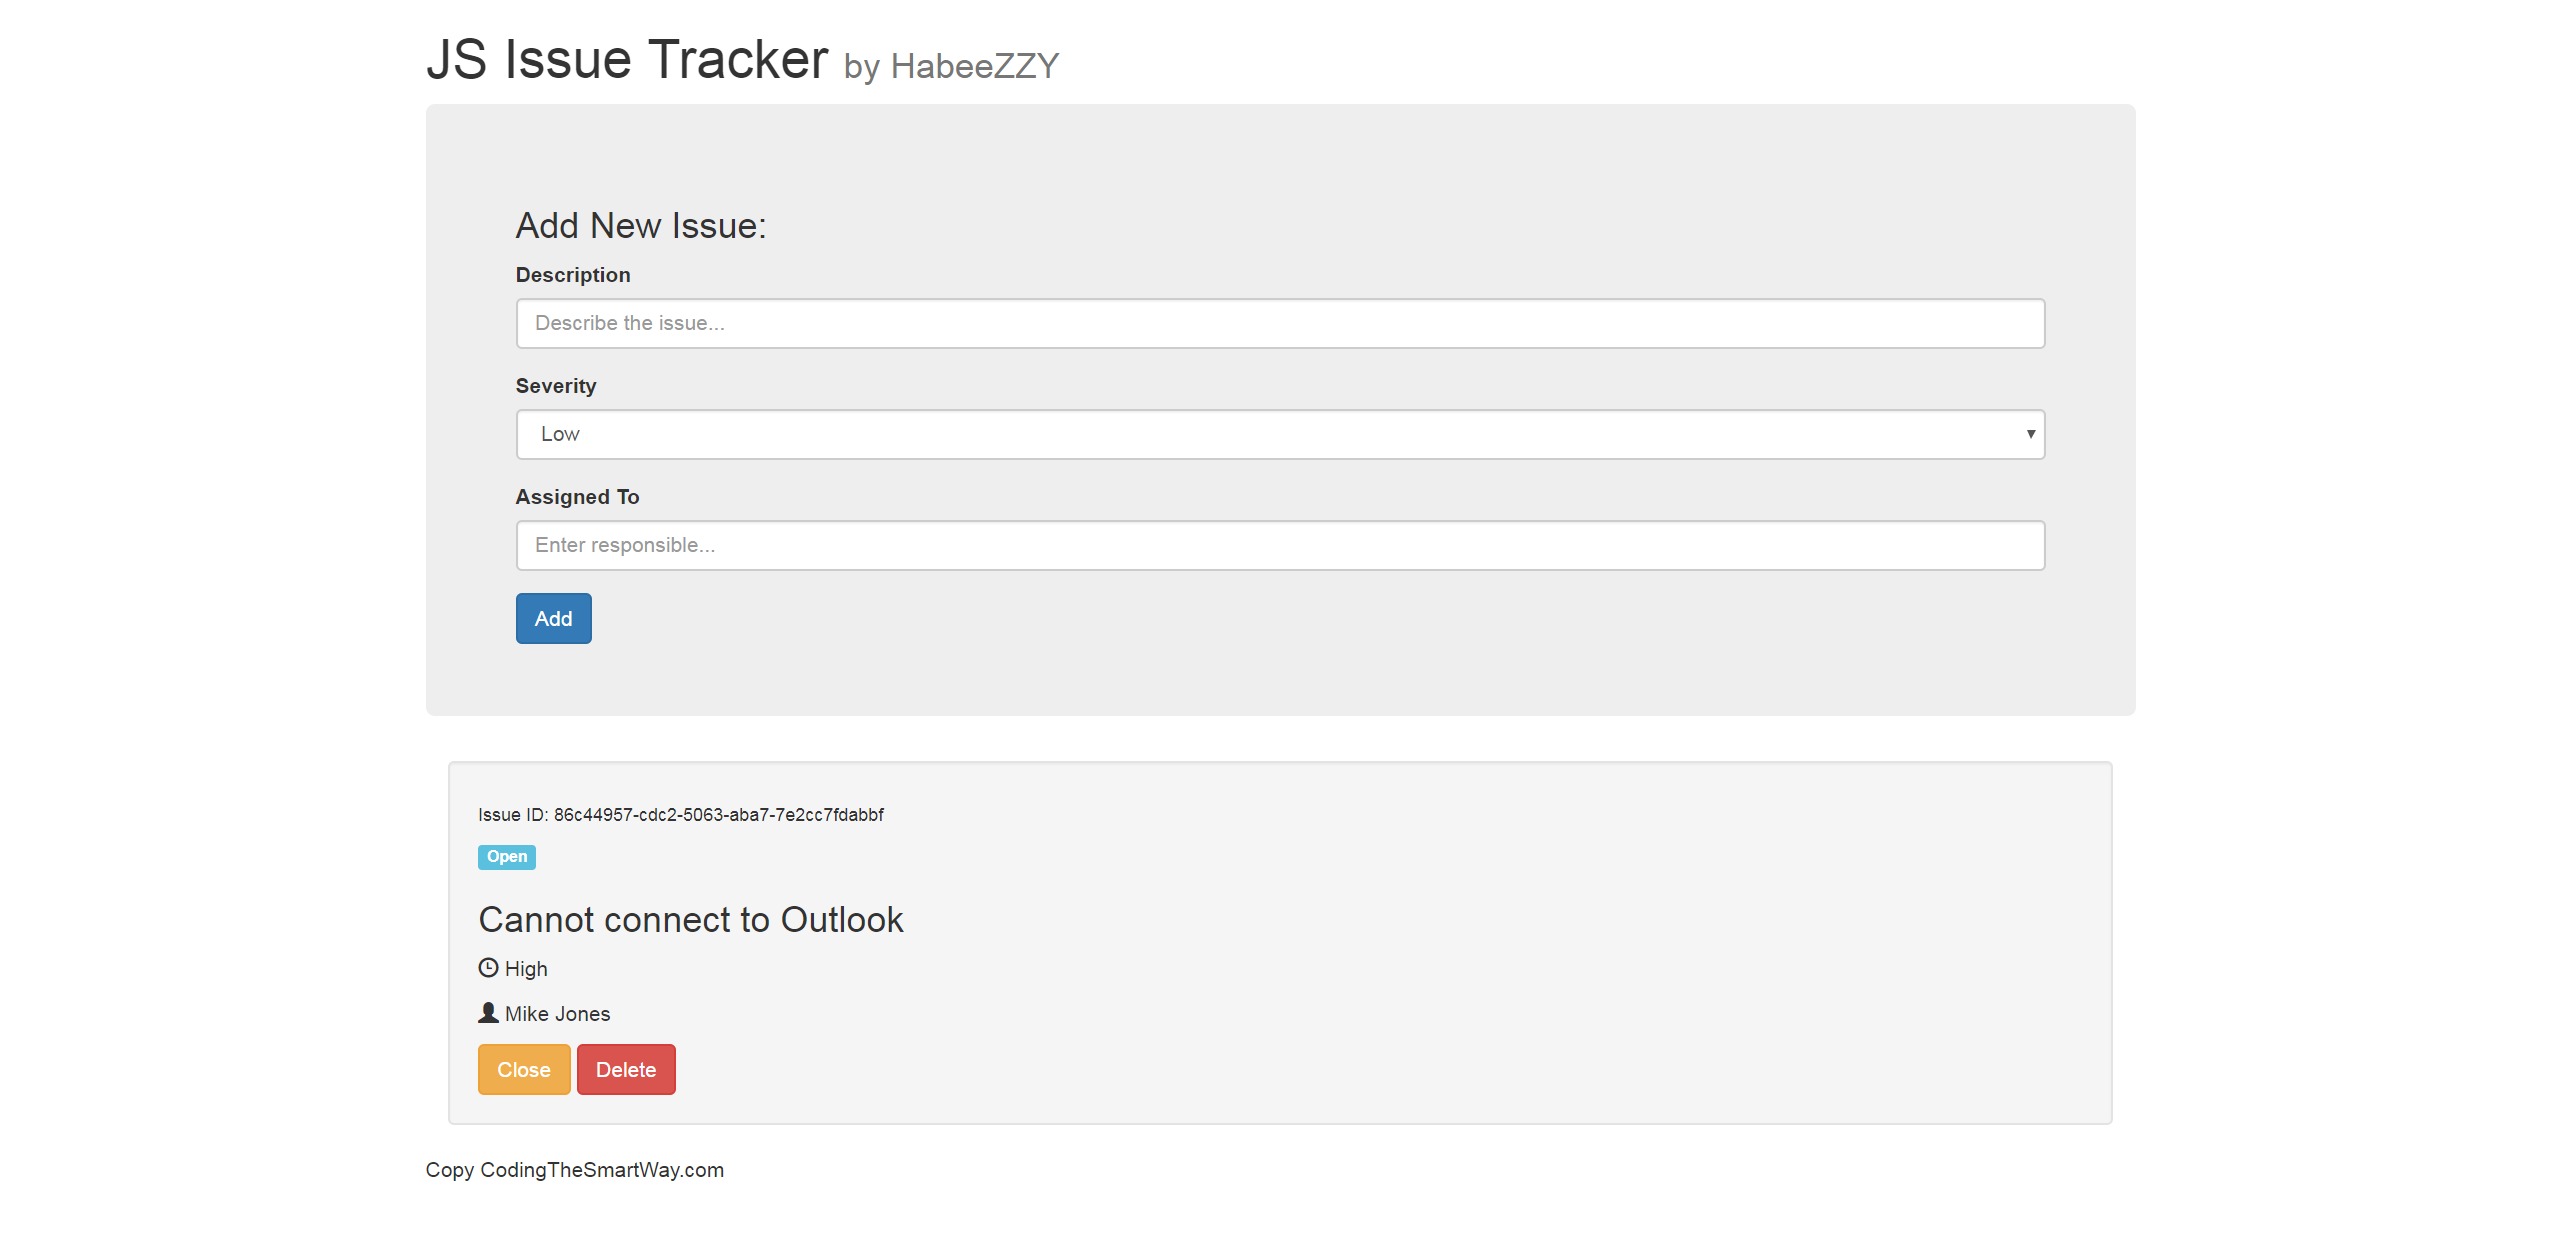 JS Issue Tracker by HabeeZZY
Add New Issue:
Description
Describe the issue...
Severity
Low
Assigned To
Enter responsible...
Add
Issue ID: 86c44957-cdc2-5063-aba7-7e2cc7fdabbf
Open
Cannot connect to Outlook
High
Mike Jones
Close Delete
Copy CodingTheSmartWay.com